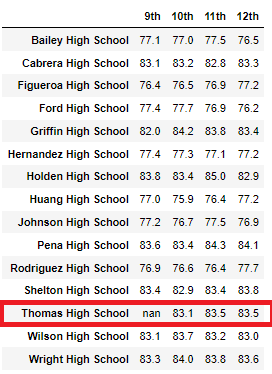 9th 10th 11th 12th
Bailey High School 77.1 77.0 77.5 76.5
Cabrera High School 83.1 83.2 82.8 83.3
Figueroa High School 76.4 76.5 76.9 77.2
Ford High School 77.4 77.7 76.9 76.2
Griffin High School 82.0 84.2 83.8 83.4
Hernandez High School 77.4 77.3 77.1 77.2
Holden High School 83.8 83.4 85.0 82.9
Huang High School 77.0 75.9 76.4 77.2
Johnson High School 77.2 76.7 76.9 76.9
Pena High School 83.6 83.4 84.3 84.1
Rodriguez High School 76.9 76.6 76.4 77.7
Shelton High School 83.4 82.9 83.4 83.8
Thomas High School nan 83.1 83.5 83.5
Wilson High School 83.1 83.7 83.2 83.0
Wright High School 83.3 84.0 83.8 83.6